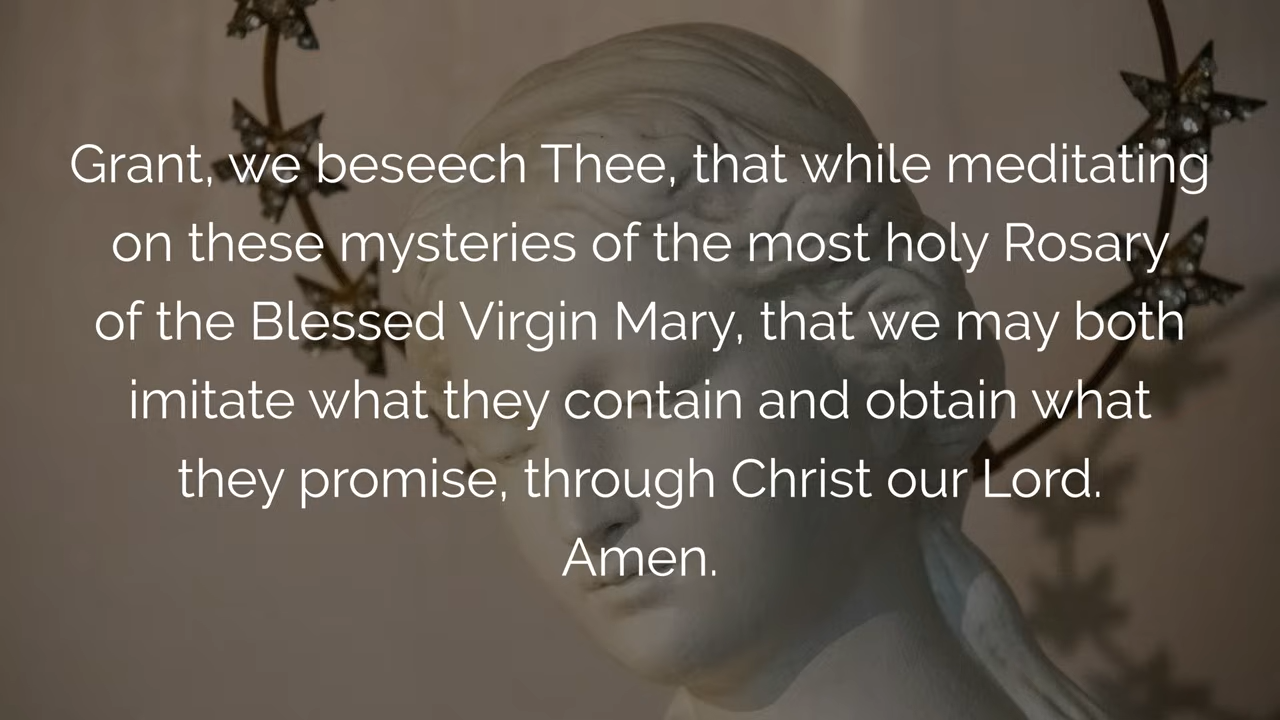 Grant, we beseech Thee, that while meditating
on these mysteries of the most holy Rosary
of the Blessed Virgin Mary, that we may both
imitate what they contain and obtain what
they promise, through Christ our Lord.
Amen.